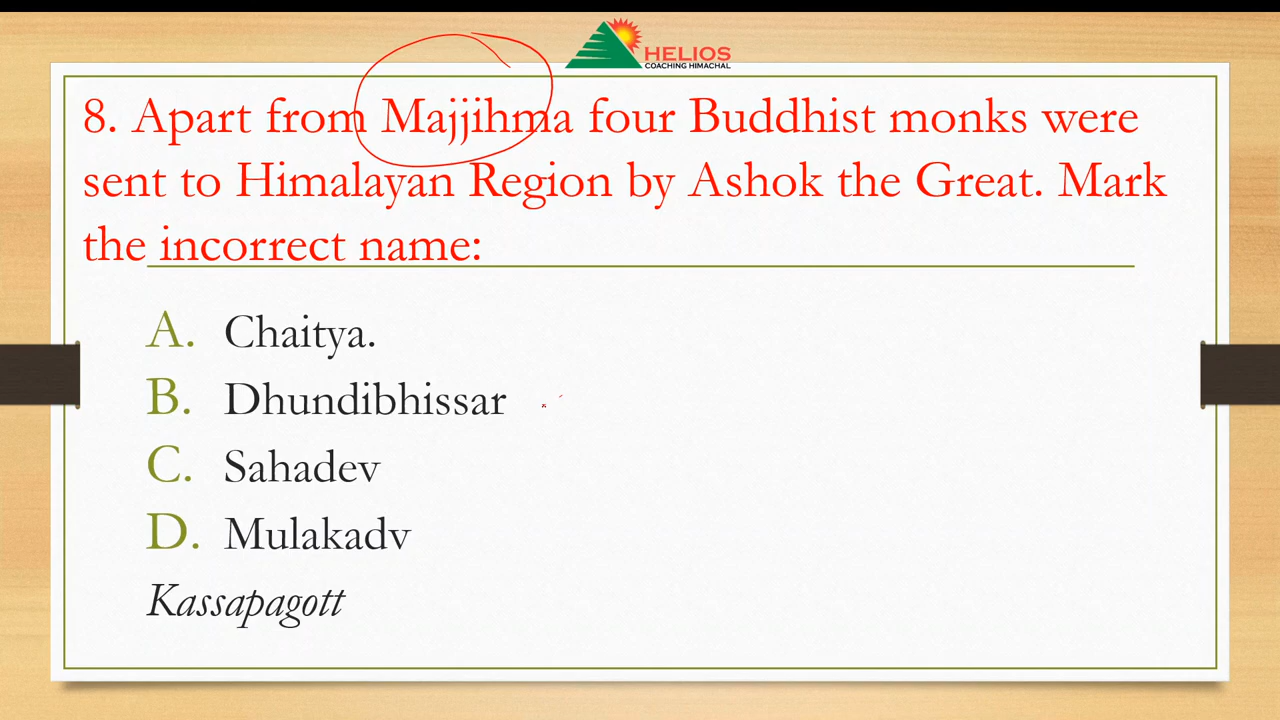 HELIOS
COACHING HIMACHAL
8. Apart from Majjihma four Buddhist monks were
sent to Himalayan Region by Ashok the Great. Mark
the incorrect name:
A. Chaitya.
B. Dhundibhissar
C. Sahadev
D. Mulakadv
Kassapagott